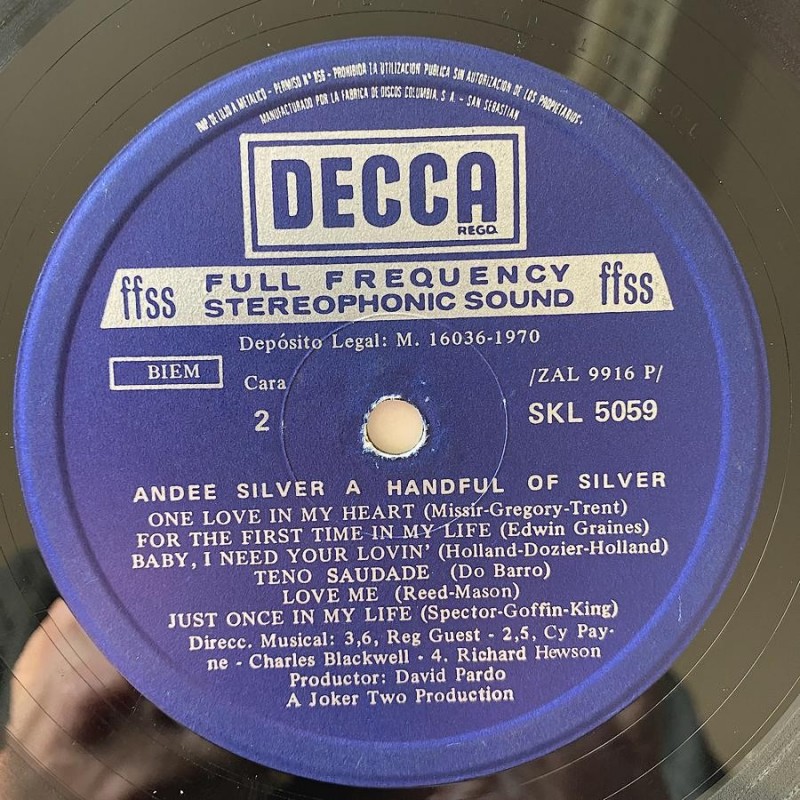 IMP. DE LUJO A METALICO - PERMISO Nº 856 - PROHIBIDA LA UTILIZACION PUBLICA SIN AUTORIZACION DE LOS PROPIETARIOS.
MANUFACTURADO POR LA FABRICA DE DISCOS COLUMBIA, S. A. - SAN SEBASTIAN
DECCA
REGD.
ffss FULL FREQUENCY ffss
STEREOPHONIC SOUND
Depósito Legal: M. 16036-1970
BIEM Cara /ZAL 9916 P/
2 SKL 5059
ANDEE SILVER A HANDFUL OF SILVER
ONE LOVE IN MY HEART (Missir-Gregory-Trent)
FOR THE FIRST TIME IN MY LIFE (Edwin Graines)
BABY, I NEED YOUR LOVIN' (Holland-Dozier-Holland)
TENO SAUDADE (Do Barro)
LOVE ME (Reed-Mason)
JUST ONCE IN MY LIFE (Spector-Goffin-King)
Direcc. Musical: 3,6, Reg Guest - 2,5, Cy Pay-
ne - Charles Blackwell - 4. Richard Hewson
Productor: David Pardo
A Joker Two Production